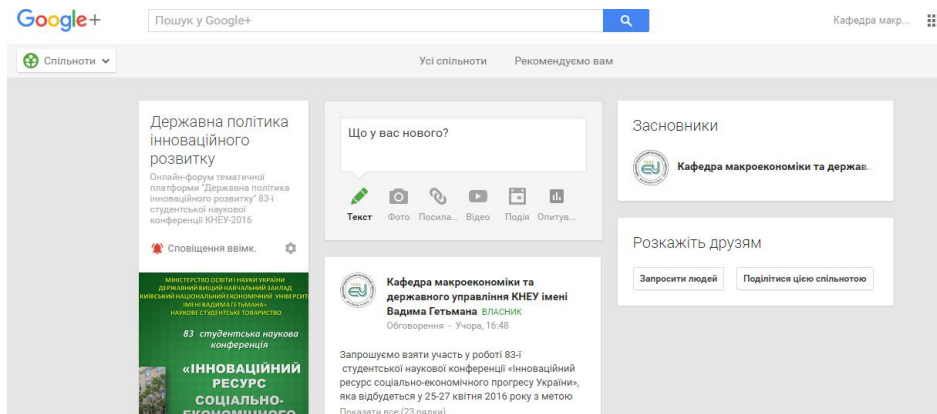 Google+
Пошук у Google+
Кафедра макр...
Спільноти
Усі спільноти
Рекомендуємо вам
Державна політика
інноваційного
розвитку
Онлайн-форум тематичної
платформи "Державна політика
інноваційного розвитку" 83-ї
студентської наукової
конференції КНЕУ-2016
Сповіщення ввімк.
МІНІСТЕРСТВО ОСВІТИ І НАУКИ УКРАЇНИ
ДЕРЖАВНИЙ ВИЩИЙ НАВЧАЛЬНИЙ ЗАКЛАД
КИЇВСЬКИЙ НАЦІОНАЛЬНИЙ ЕКОНОМІЧНИЙ УНІВЕРСИТ
ІМЕНІ ВАДИМА ГЕТЬМАНА»
НАУКОВЕ СТУДЕНТСЬКЕ ТОВАРИСТВО
83 студентська наукова
конференція
«ІННОВАЦІЙНИЙ
РЕСУРС
СОЦІАЛЬНО-
ЕКОНОМІЧНОГО
Що у вас нового?
Текст
Фото
Посила...
Відео
Подія
Опитув...
Кафедра макроекономіки та
державного управління КНЕУ імені
Вадима Гетьмана ВЛАСНИК
Обговорення - Учора, 16:48
Запрошуємо взяти участь у роботі 83-ї
студентської наукової конференції «Інноваційний
ресурс соціально-економічного прогресу України»,
яка відбудеться у 25-27 квітня 2016 року з метою
Показати все (23 рядки)
Засновники
Кафедра макроекономіки та держав..
Розкажіть друзям
Запросити людей
Поділітися цією спільнотою